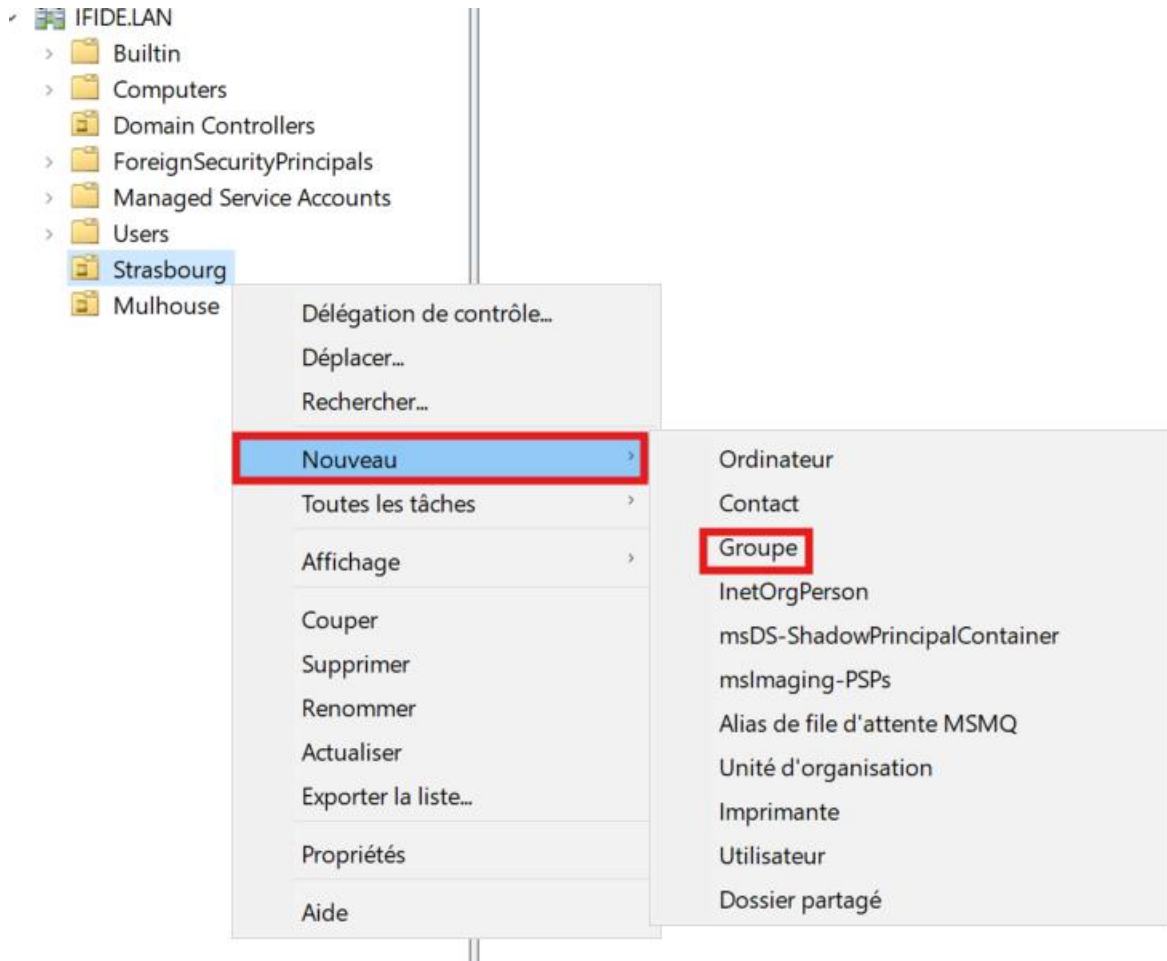 IFIDE.LAN
Builtin
Computers
Domain Controllers
ForeignSecurityPrincipals
Managed Service Accounts
Users
Strasbourg
Mulhouse
Délégation de contrôle...
Déplacer...
Rechercher...
Nouveau
Toutes les tâches
Affichage
Couper
Supprimer
Renommer
Actualiser
Exporter la liste...
Propriétés
Aide
Ordinateur
Contact
Groupe
InetOrgPerson
msDS-ShadowPrincipalContainer
msImaging-PSPs
Alias de file d'attente MSMQ
Unité d'organisation
Imprimante
Utilisateur
Dossier partagé